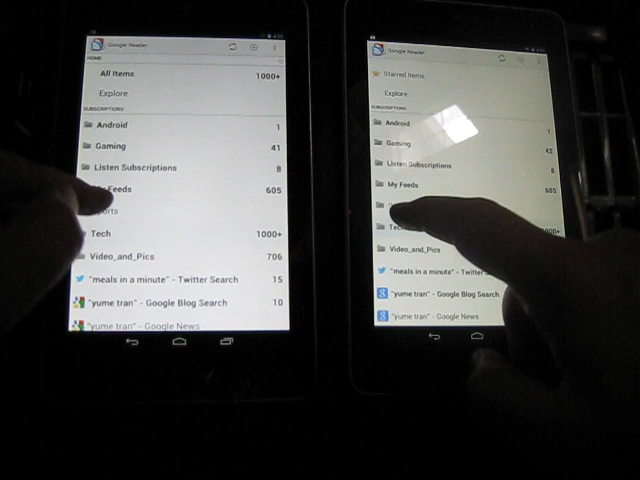 Google Reader
HOME
All Items 1000+
Explore
SUBSCRIPTIONS
Android 1
Gaming 41
Listen Subscriptions 8
Feeds 605
ports
Tech 1000+
Video_and_Pics 706
"meals in a minute" - Twitter Search 15
"yume tran" - Google Blog Search 10
"yume tran" - Google News
Google Reader
Starred items
Explore
SUBSCRIPTIONS
Android 1
Gaming 42
Listen Subscriptions 8
My Feeds 605
Video_and_Pics
"meals in a minute" - Twitter
"yume tran" - Google Blog Search
"yume tran" - Google News